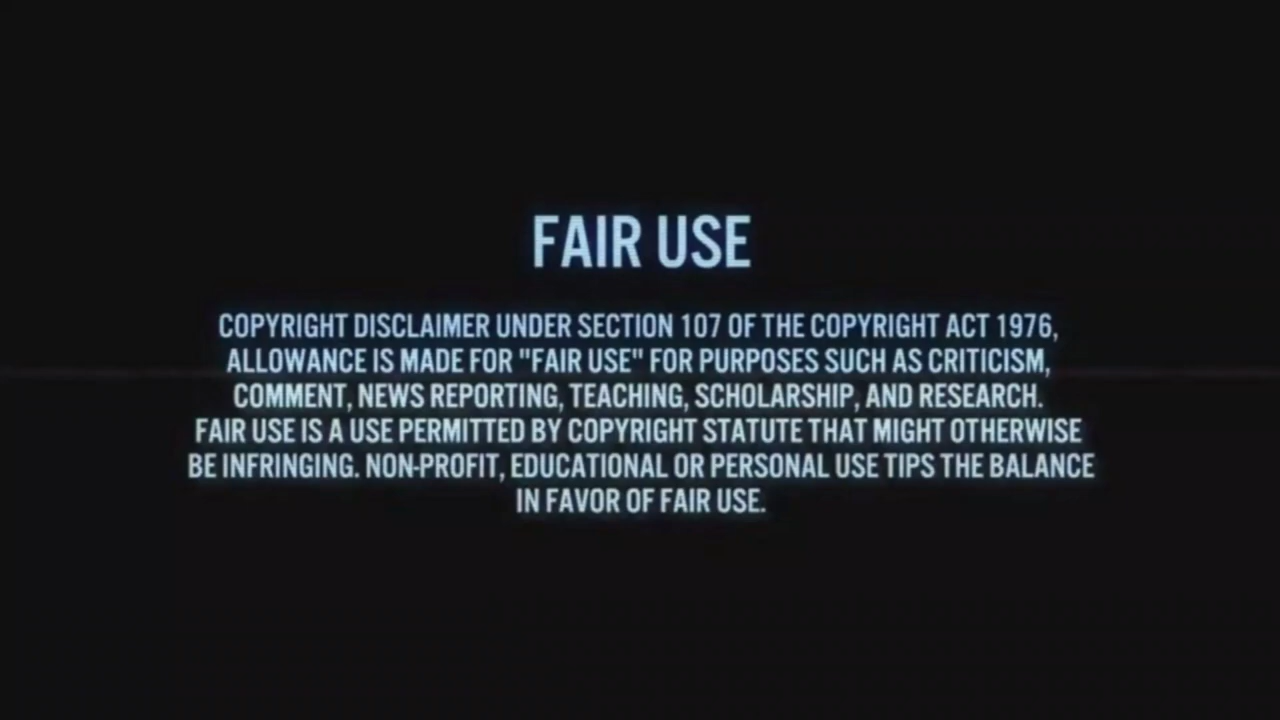 FAIR USE
COPYRIGHT DISCLAIMER UNDER SECTION 107 OF THE COPYRIGHT ACT 1976,
ALLOWANCE IS MADE FOR "FAIR USE" FOR PURPOSES SUCH AS CRITICISM,
COMMENT, NEWS REPORTING, TEACHING, SCHOLARSHIP, AND RESEARCH.
FAIR USE IS A USE PERMITTED BY COPYRIGHT STATUTE THAT MIGHT OTHERWISE
BE INFRINGING. NON-PROFIT, EDUCATIONAL OR PERSONAL USE TIPS THE BALANCE
IN FAVOR OF FAIR USE.